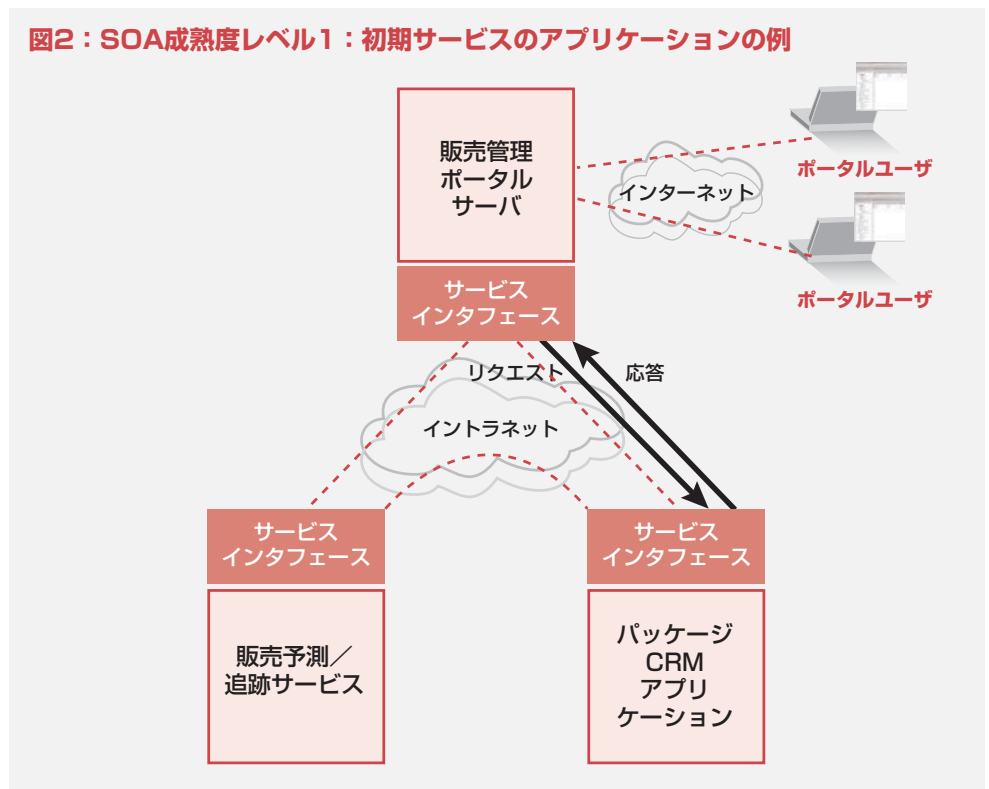 図2：SOA成熟度レベル1：初期サービスのアプリケーションの例
販売管理
ポータル
サーバ
インターネット
ポータルユーザ
ポータルユーザ
サービス
インタフェース
リクエスト
応答
イントラネット
サービス
インタフェース
サービス
インタフェース
販売予測／
追跡サービス
パッケージ
CRM
アプリ
ケーション